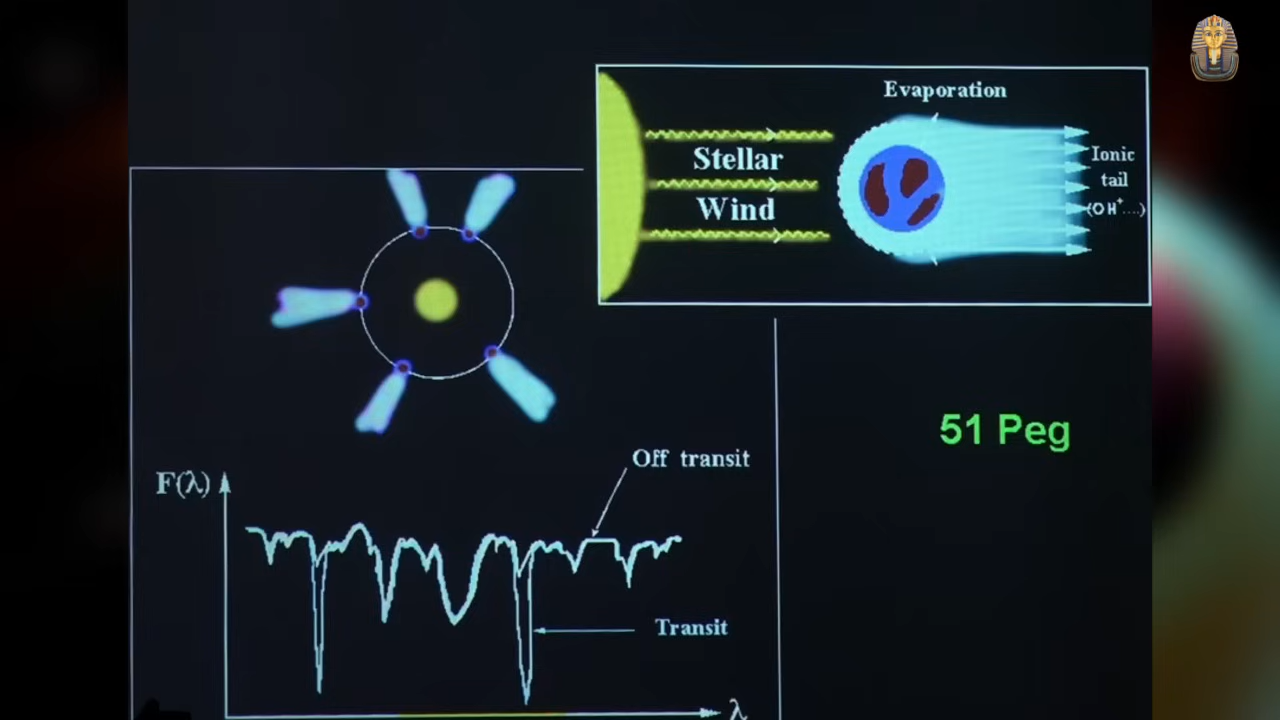 Evaporation
Stellar
Wind
Ionic
tail
(OH⁺....)
51 Peg
Off transit
F(λ)
Transit
λ